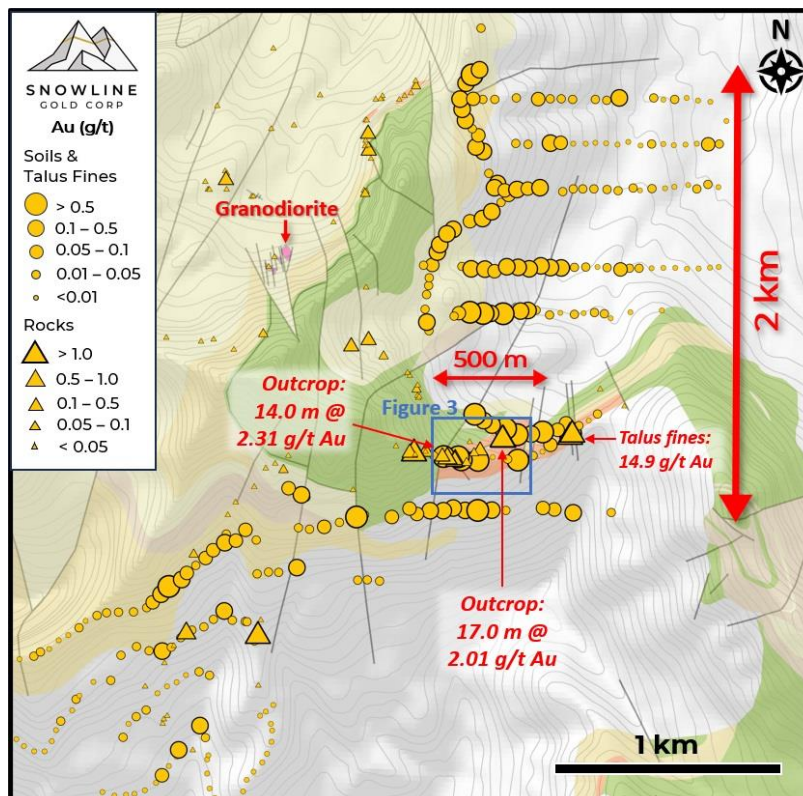 SNOWLINE
GOLD CORP
Au (g/t)
Soils &
Talus Fines
> 0.5
0.1 – 0.5
0.05 – 0.1
0.01 – 0.05
<0.01
Rocks
> 1.0
0.5 – 1.0
0.1 – 0.5
0.05 – 0.1
< 0.05
N
Granodiorite
2 km
500 m
Outcrop:
14.0 m @
2.31 g/t Au
Figure 3
Talus fines:
14.9 g/t Au
Outcrop:
17.0 m @
2.01 g/t Au
1 km